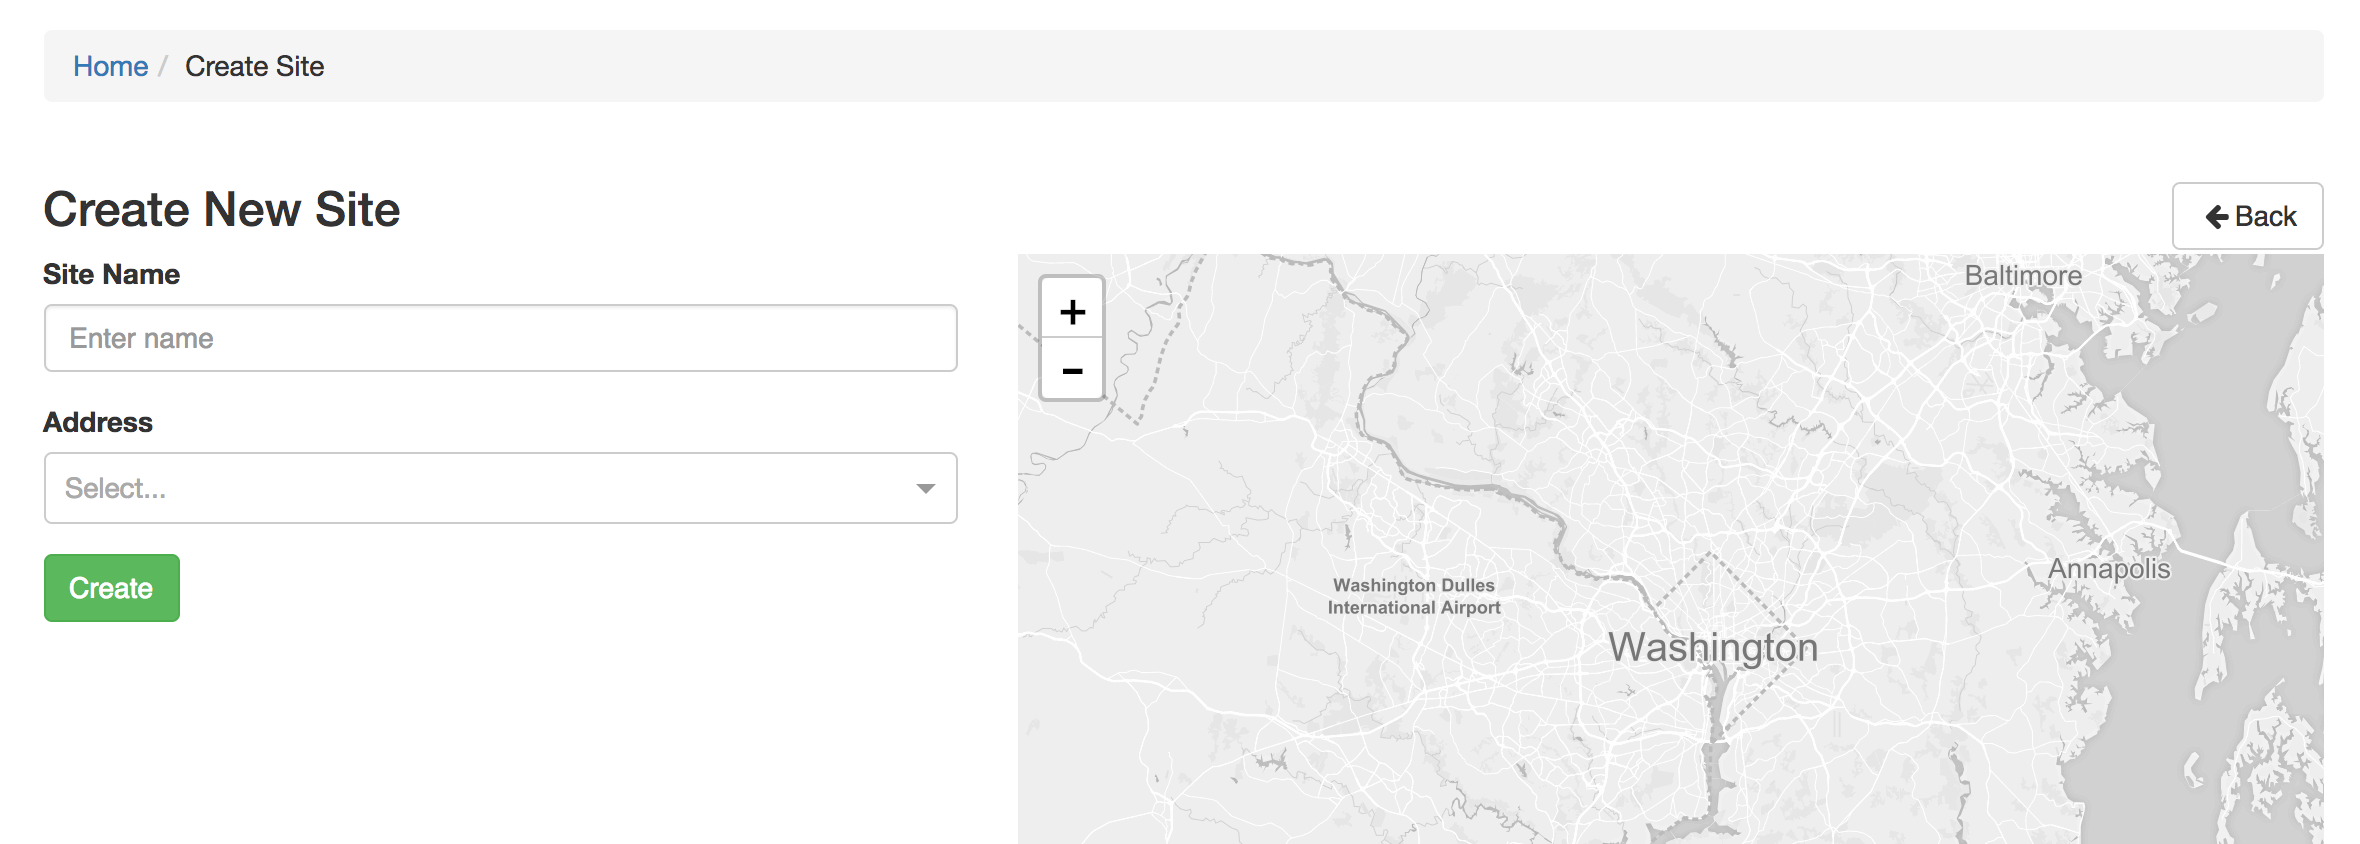 Home / Create Site
Create New Site
Back
Site Name
Enter name
Address
Select...
Create
+
-
Baltimore
Annapolis
Washington Dulles
International Airport
Washington